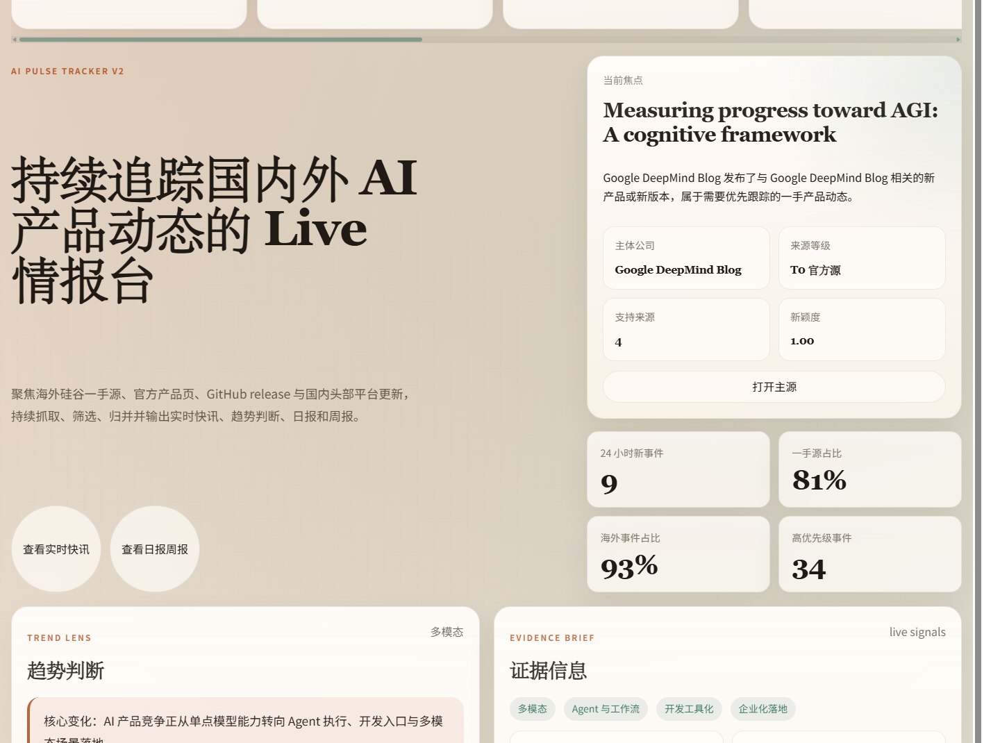 AI PULSE TRACKER V2
持续追踪国内外 AI
产品动态的 Live
情报台
聚焦海外硅谷一手源、官方产品页、GitHub release 与国内头部平台更新，
持续抓取、筛选、归并并输出实时快讯、趋势判断、日报和周报。
查看实时快讯
查看日报周报
当前焦点
Measuring progress toward AGI:
A cognitive framework
Google DeepMind Blog 发布了与 Google DeepMind Blog 相关的新
产品或新版本，属于需要优先跟踪的一手产品动态。
主体公司
Google DeepMind Blog
来源等级
T0 官方源
支持来源
4
新颖度
1.00
打开主源
24 小时新事件
9
一手源占比
81%
海外事件占比
93%
高优先级事件
34
TREND LENS
多模态
趋势判断
核心变化：AI 产品竞争正从单点模型能力转向 Agent 执行、开发入口与多模
态场景落地
EVIDENCE BRIEF
live signals
证据信息
多模态
Agent 与工作流
开发工具化
企业化落地